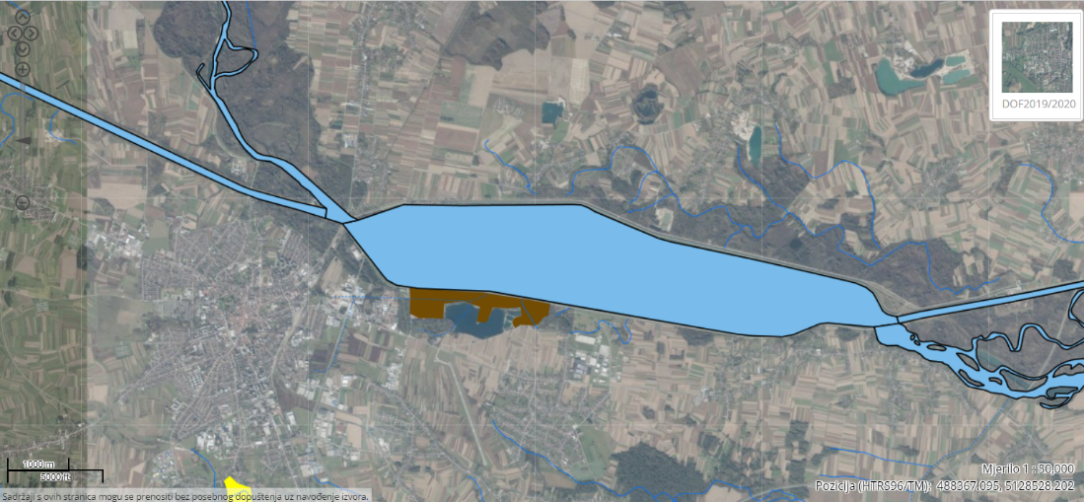 DOF2019/2020
1000m
5000ft
Mjerilo 1 : 50,000
Pozicija (HTRS96/TM): 488367.095, 5128528.202
Sadržaji s ovih stranica mogu se prenositi bez posebnog dopuštenja uz navođenje izvora.